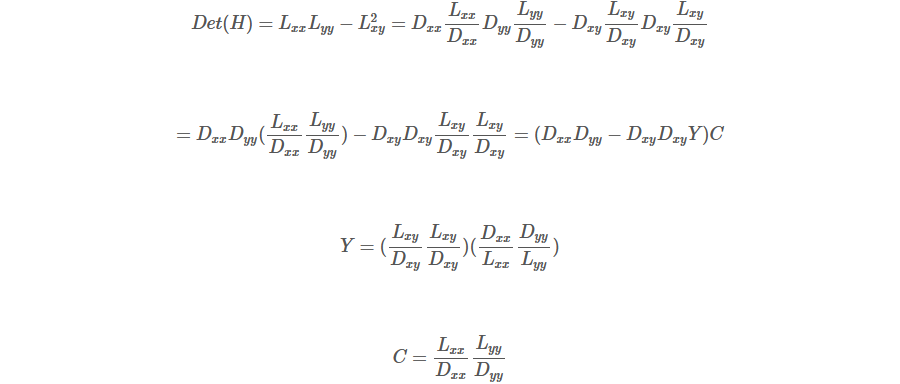 $Det(H) = L_{xx}L_{yy} - L_{xy}^2 = D_{xx}\frac{L_{xx}}{D_{xx}}D_{yy}\frac{L_{yy}}{D_{yy}} - D_{xy}\frac{L_{xy}}{D_{xy}}D_{xy}\frac{L_{xy}}{D_{xy}}$
$= D_{xx}D_{yy}(\frac{L_{xx}}{D_{xx}}\frac{L_{yy}}{D_{yy}}) - D_{xy}D_{xy}\frac{L_{xy}}{D_{xy}}\frac{L_{xy}}{D_{xy}} = (D_{xx}D_{yy} - D_{xy}D_{xy}Y)C$
$Y = (\frac{L_{xy}}{D_{xy}}\frac{L_{xy}}{D_{xy}})(\frac{D_{xx}}{L_{xx}}\frac{D_{yy}}{L_{yy}})$
$C = \frac{L_{xx}}{D_{xx}}\frac{L_{yy}}{D_{yy}}$